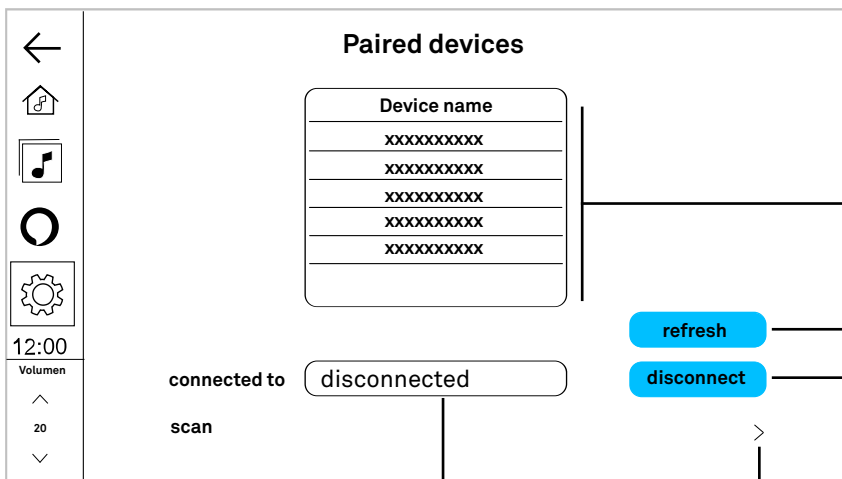 Paired devices
Device name
xxxxxxxxxx
xxxxxxxxxx
xxxxxxxxxx
xxxxxxxxxx
xxxxxxxxxx
refresh
12:00
Volumen
connected to disconnected disconnect
20
scan >